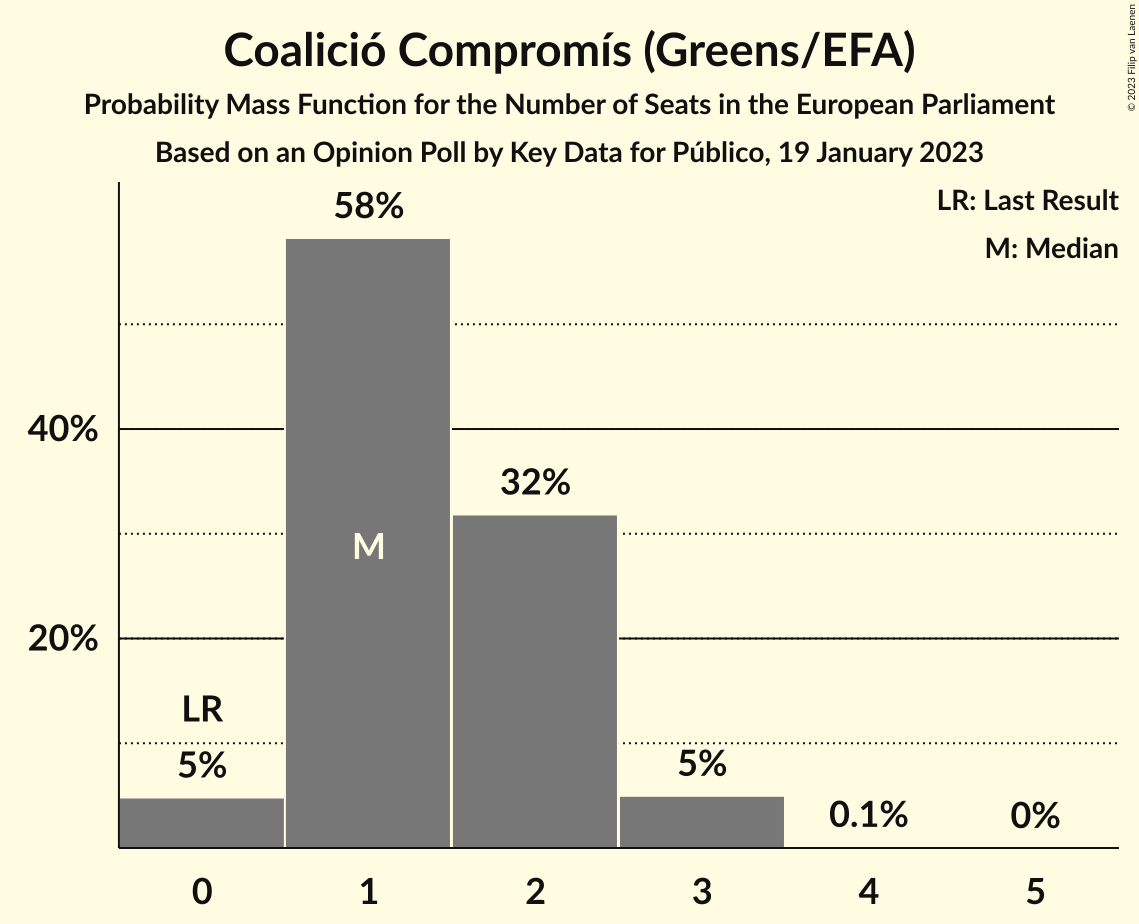 Coalició Compromís (Greens/EFA)
Probability Mass Function for the Number of Seats in the European Parliament
Based on an Opinion Poll by Key Data for Público, 19 January 2023
© 2023 Filip van Laenen
LR: Last Result
M: Median
58%
40%
32%
M
20%
LR
5%
5%
0.1%
0%
0
1
2
3
4
5